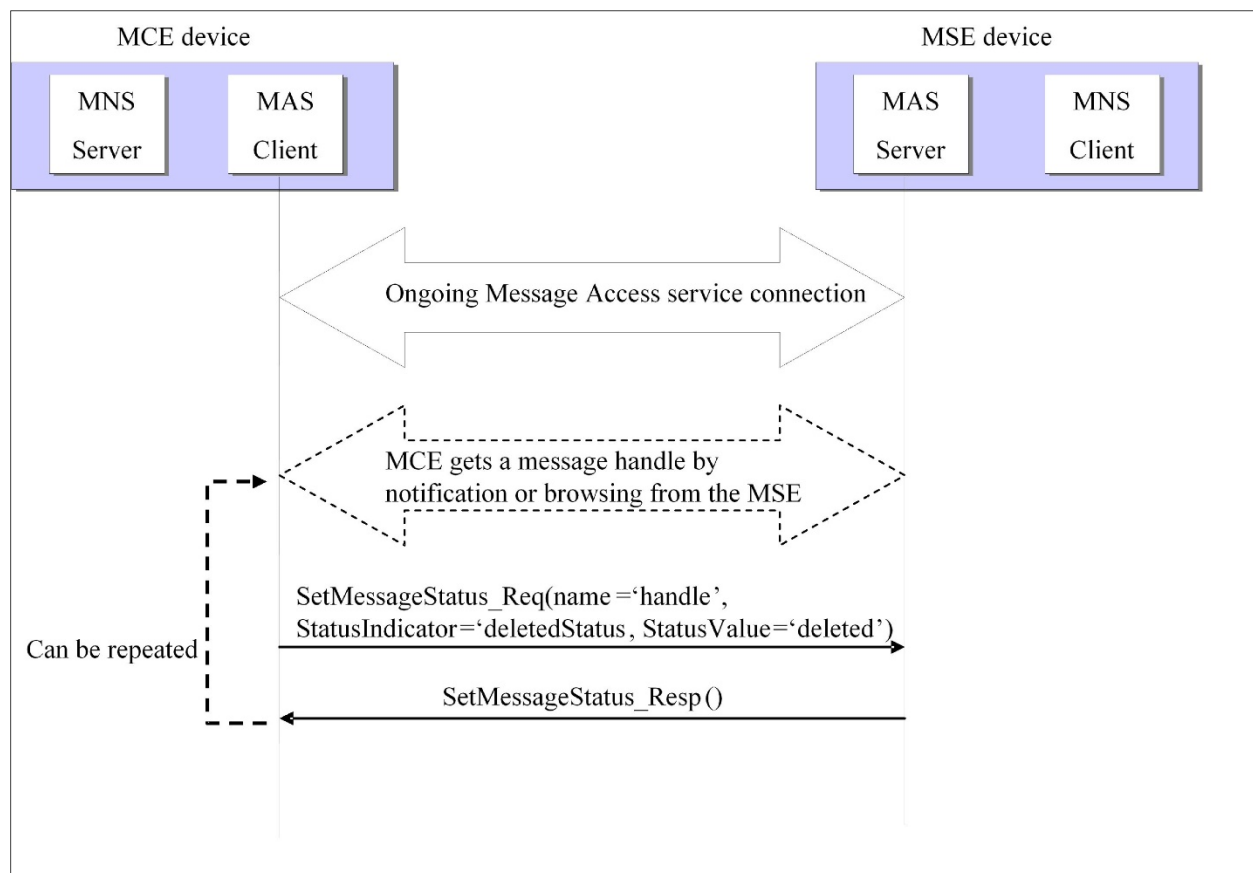 MCE device
MSE device
MNS
Server
MAS
Client
MAS
Server
MNS
Client
Ongoing Message Access service connection
MCE gets a message handle by
notification or browsing from the MSE
SetMessageStatus_Req(name=‘handle’,
StatusIndicator=‘deletedStatus, StatusValue=‘deleted’)
Can be repeated
SetMessageStatus_Resp()